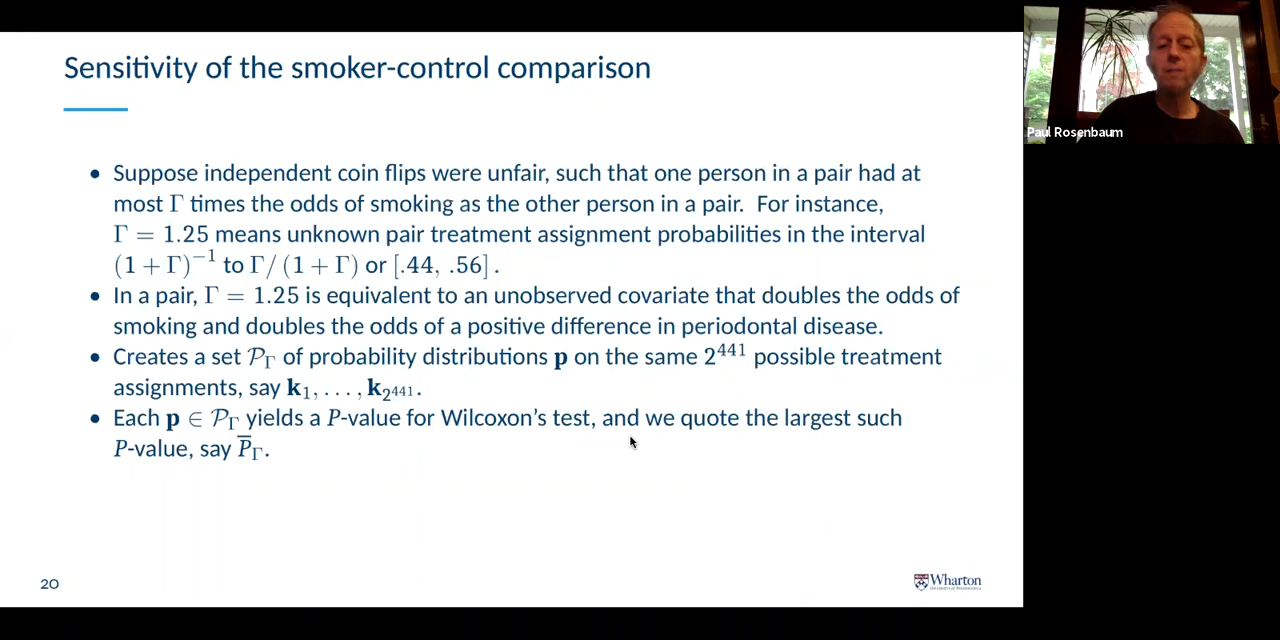 Sensitivity of the smoker-control comparison
• Suppose independent coin flips were unfair, such that one person in a pair had at
most Γ times the odds of smoking as the other person in a pair. For instance,
Γ = 1.25 means unknown pair treatment assignment probabilities in the interval
(1 + Γ)⁻¹ to Γ/ (1 + Γ) or [.44, .56] .
• In a pair, Γ = 1.25 is equivalent to an unobserved covariate that doubles the odds of
smoking and doubles the odds of a positive difference in periodontal disease.
• Creates a set 𝒫_Γ of probability distributions p on the same 2⁴⁴¹ possible treatment
assignments, say k₁, . . . , k_{2⁴⁴¹}.
• Each p ∈ 𝒫_Γ yields a P-value for Wilcoxon's test, and we quote the largest such
P-value, say P̅_Γ.
20
Wharton
Paul Rosenbaum